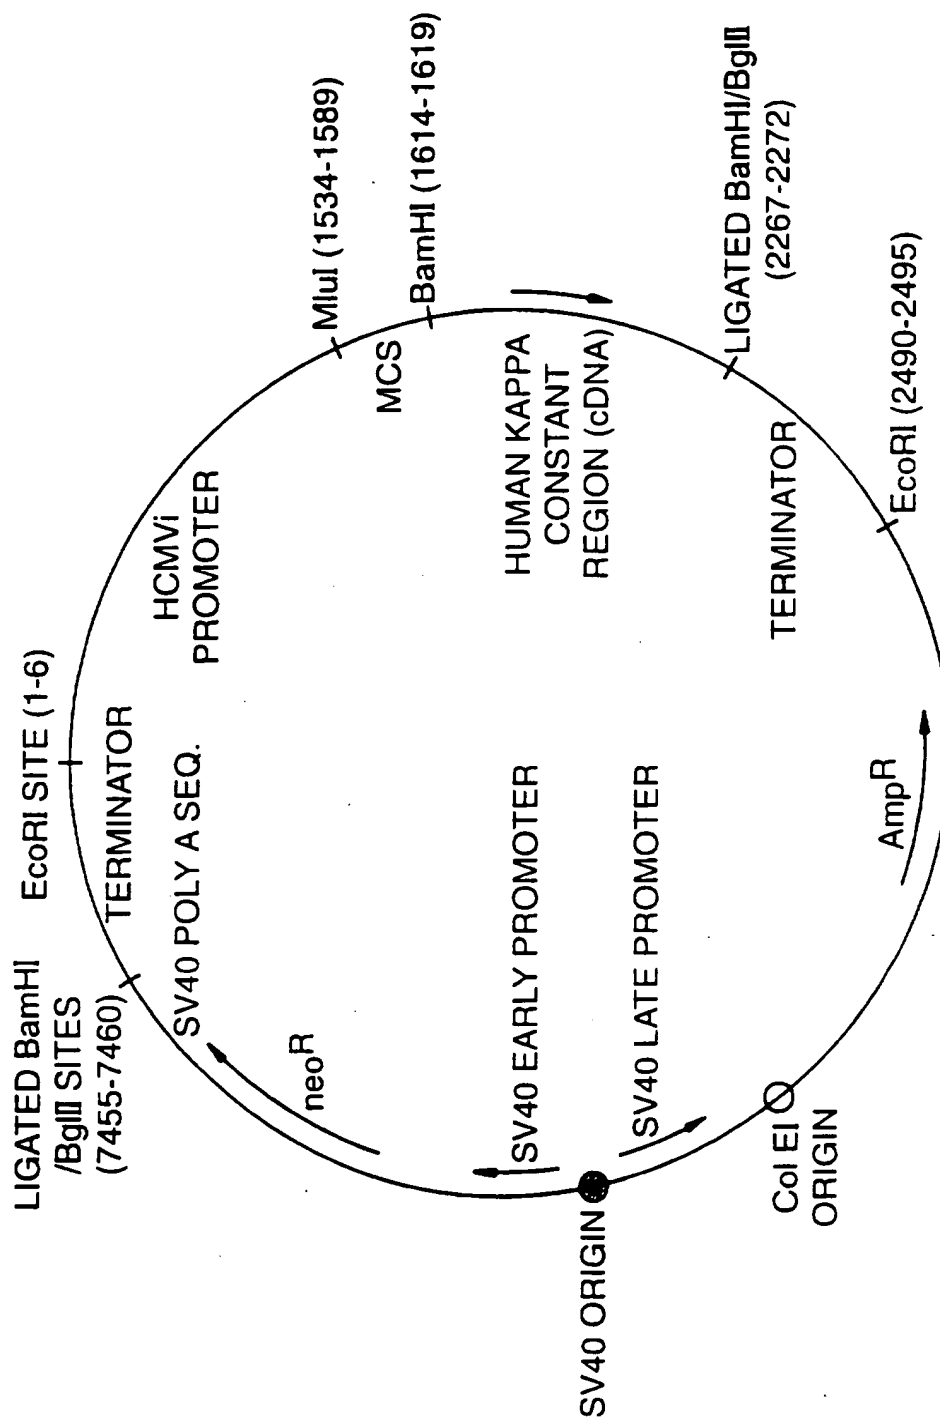 LIGATED BamHI
/BglII SITES
(7455-7460)
EcoRI SITE (1-6)
TERMINATOR
SV40 POLY A SEQ.
neoR
HCMVi
PROMOTER
MluI (1534-1589)
MCS
BamHI (1614-1619)
HUMAN KAPPA
CONSTANT
REGION (cDNA)
LIGATED BamHI/BglII
(2267-2272)
TERMINATOR
EcoRI (2490-2495)
AmpR
SV40 EARLY PROMOTER
SV40 LATE PROMOTER
SV40 ORIGIN
Col EI
ORIGIN